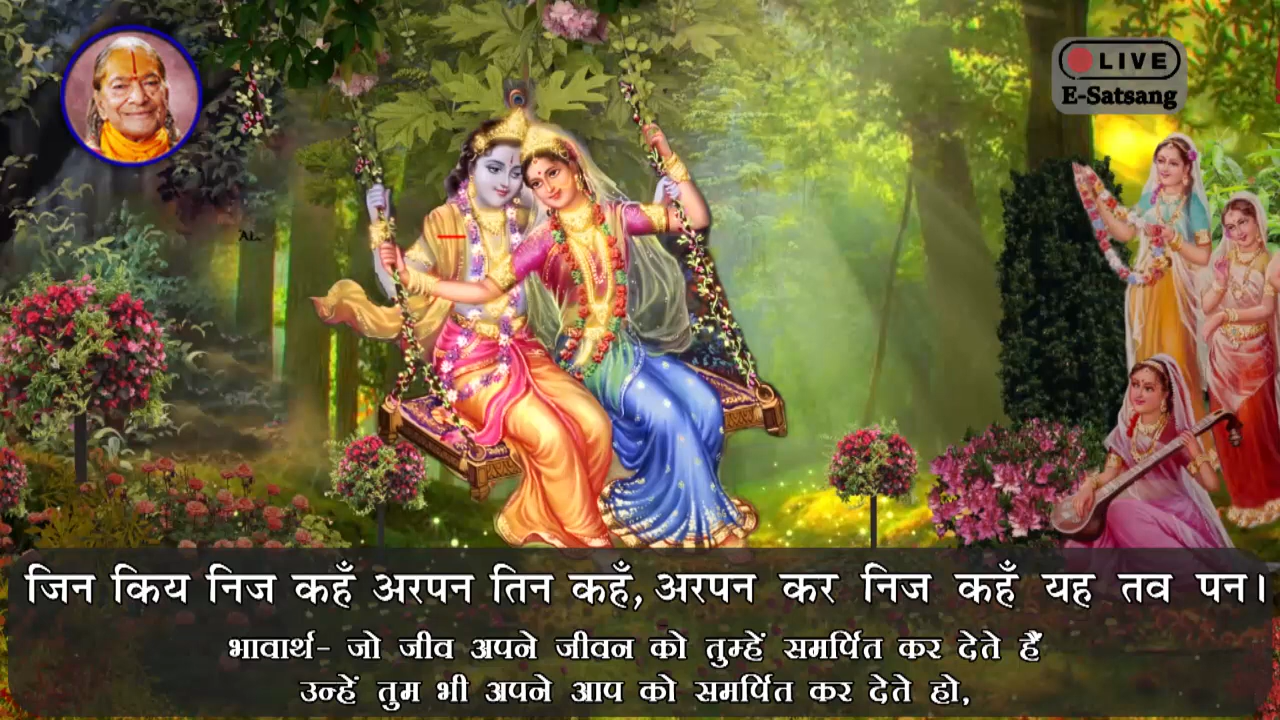 LIVE
E-Satsang
AL.
जिन किय निज कहँ अरपन तिन कहँ, अरपन कर निज कहँ यह तव पन।
भावार्थ- जो जीव अपने जीवन को तुम्हें समर्पित कर देते हैं
उन्हें तुम भी अपने आप को समर्पित कर देते हो,